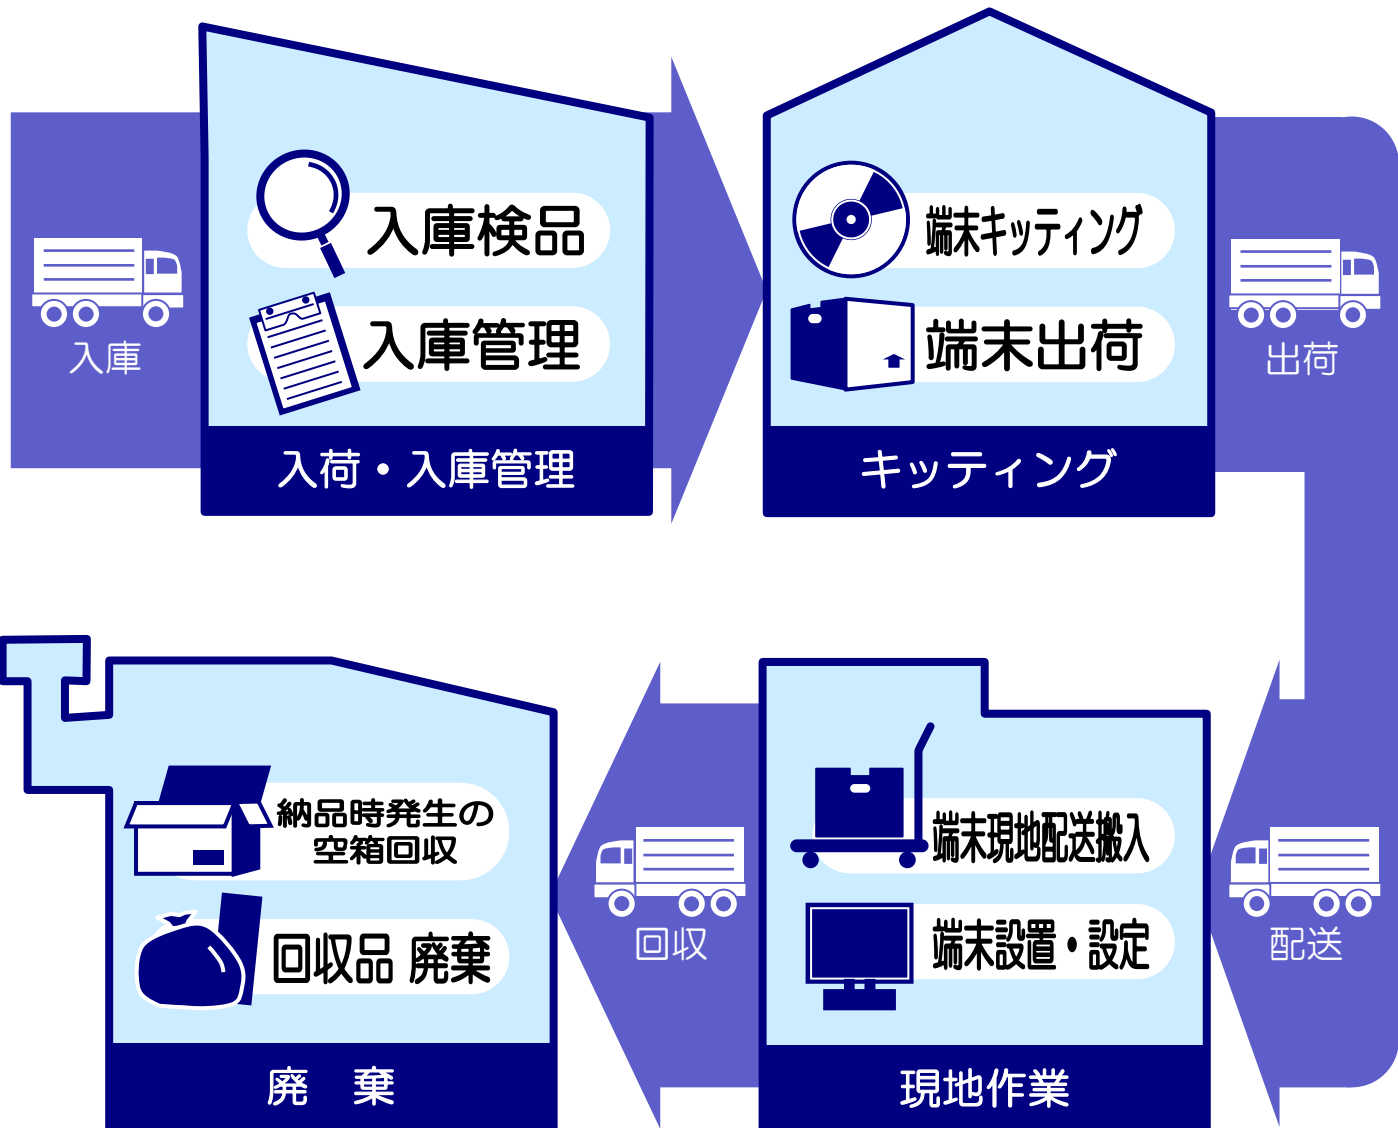 入庫
入庫検品
入庫管理
入荷・入庫管理
端末キッティング
端末出荷
キッティング
出荷
配送
端末現地配送搬入
端末設置・設定
現地作業
回収
納品時発生の
空箱回収
回収品 廃棄
廃　棄